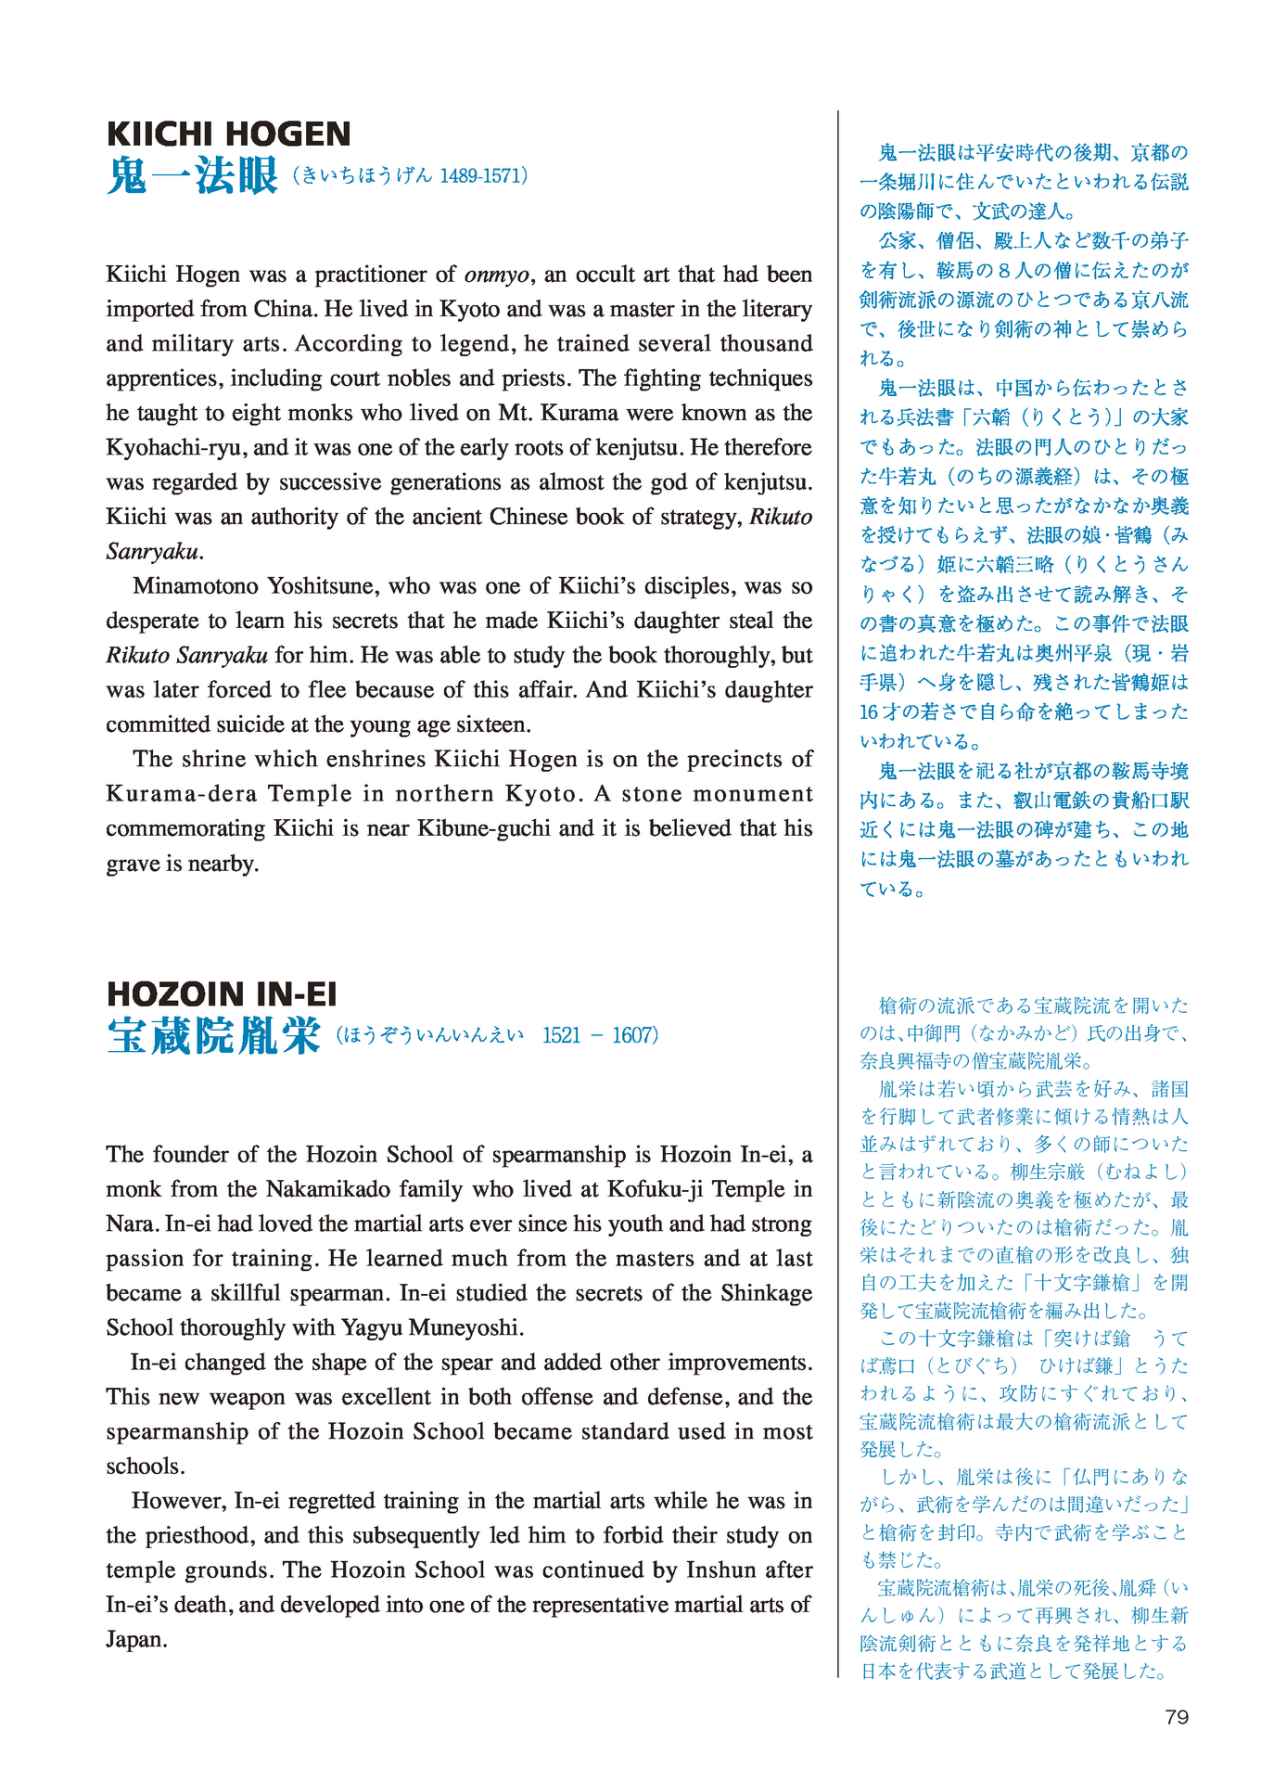 KIICHI HOGEN
鬼一法眼（きいちほうげん 1489-1571）
Kiichi Hogen was a practitioner of onmyo, an occult art that had been
imported from China. He lived in Kyoto and was a master in the literary
and military arts. According to legend, he trained several thousand
apprentices, including court nobles and priests. The fighting techniques
he taught to eight monks who lived on Mt. Kurama were known as the
Kyohachi-ryu, and it was one of the early roots of kenjutsu. He therefore
was regarded by successive generations as almost the god of kenjutsu.
Kiichi was an authority of the ancient Chinese book of strategy, Rikuto
Sanryaku.
Minamotono Yoshitsune, who was one of Kiichi’s disciples, was so
desperate to learn his secrets that he made Kiichi’s daughter steal the
Rikuto Sanryaku for him. He was able to study the book thoroughly, but
was later forced to flee because of this affair. And Kiichi’s daughter
committed suicide at the young age sixteen.
The shrine which enshrines Kiichi Hogen is on the precincts of
Kurama-dera Temple in northern Kyoto. A stone monument
commemorating Kiichi is near Kibune-guchi and it is believed that his
grave is nearby.
鬼一法眼は平安時代の後期、京都の
一条堀川に住んでいたといわれる伝説
の陰陽師で、文武の達人。
公家、僧侶、殿上人など数千の弟子
を有し、鞍馬の８人の僧に伝えたのが
剣術流派の源流のひとつである京八流
で、後世になり剣術の神として崇めら
れる。
鬼一法眼は、中国から伝わったとさ
れる兵法書「六韜（りくとう）」の大家
でもあった。法眼の門人のひとりだっ
た牛若丸（のちの源義経）は、その極
意を知りたいと思ったがなかなか奥義
を授けてもらえず、法眼の娘・皆鶴（み
なづる）姫に六韜三略（りくとうさん
りゃく）を盗み出させて読み解き、そ
の書の真意を極めた。この事件で法眼
に追われた牛若丸は奥州平泉（現・岩
手県）へ身を隠し、残された皆鶴姫は
16才の若さで自ら命を絶ってしまった
いわれている。
鬼一法眼を祀る社が京都の鞍馬寺境
内にある。また、叡山電鉄の貴船口駅
近くには鬼一法眼の碑が建ち、この地
には鬼一法眼の墓があったともいわれ
ている。
HOZOIN IN-EI
宝蔵院胤栄（ほうぞういんいんえい　1521 － 1607）
The founder of the Hozoin School of spearmanship is Hozoin In-ei, a
monk from the Nakamikado family who lived at Kofuku-ji Temple in
Nara. In-ei had loved the martial arts ever since his youth and had strong
passion for training. He learned much from the masters and at last
became a skillful spearman. In-ei studied the secrets of the Shinkage
School thoroughly with Yagyu Muneyoshi.
In-ei changed the shape of the spear and added other improvements.
This new weapon was excellent in both offense and defense, and the
spearmanship of the Hozoin School became standard used in most
schools.
However, In-ei regretted training in the martial arts while he was in
the priesthood, and this subsequently led him to forbid their study on
temple grounds. The Hozoin School was continued by Inshun after
In-ei’s death, and developed into one of the representative martial arts of
Japan.
槍術の流派である宝蔵院流を開いた
のは、中御門（なかみかど）氏の出身で、
奈良興福寺の僧宝蔵院胤栄。
胤栄は若い頃から武芸を好み、諸国
を行脚して武者修業に傾ける情熱は人
並みはずれており、多くの師についた
と言われている。柳生宗厳（むねよし）
とともに新陰流の奥義を極めたが、最
後にたどりついたのは槍術だった。胤
栄はそれまでの直槍の形を改良し、独
自の工夫を加えた「十文字鎌槍」を開
発して宝蔵院流槍術を編み出した。
この十文字鎌槍は「突けば鎗　うて
ば鳶口（とびぐち）　ひけば鎌」とうた
われるように、攻防にすぐれており、
宝蔵院流槍術は最大の槍術流派として
発展した。
しかし、胤栄は後に「仏門にありな
がら、武術を学んだのは間違いだった」
と槍術を封印。寺内で武術を学ぶこと
も禁じた。
宝蔵院流槍術は、胤栄の死後、胤舜（い
んしゅん）によって再興され、柳生新
陰流剣術とともに奈良を発祥地とする
日本を代表する武道として発展した。
79